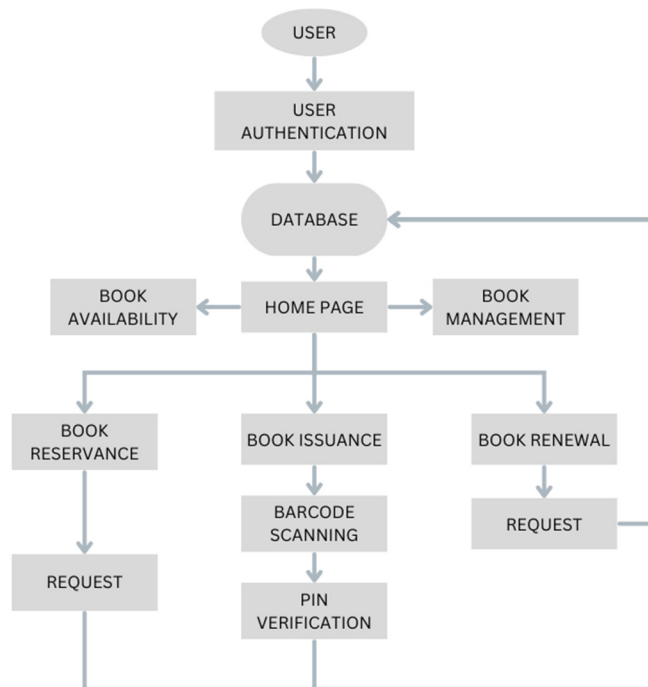 USER
USER
AUTHENTICATION
DATABASE
BOOK
AVAILABILITY
HOME PAGE
BOOK
MANAGEMENT
BOOK
RESERVANCE
BOOK ISSUANCE
BOOK RENEWAL
BARCODE
SCANNING
REQUEST
REQUEST
PIN
VERIFICATION